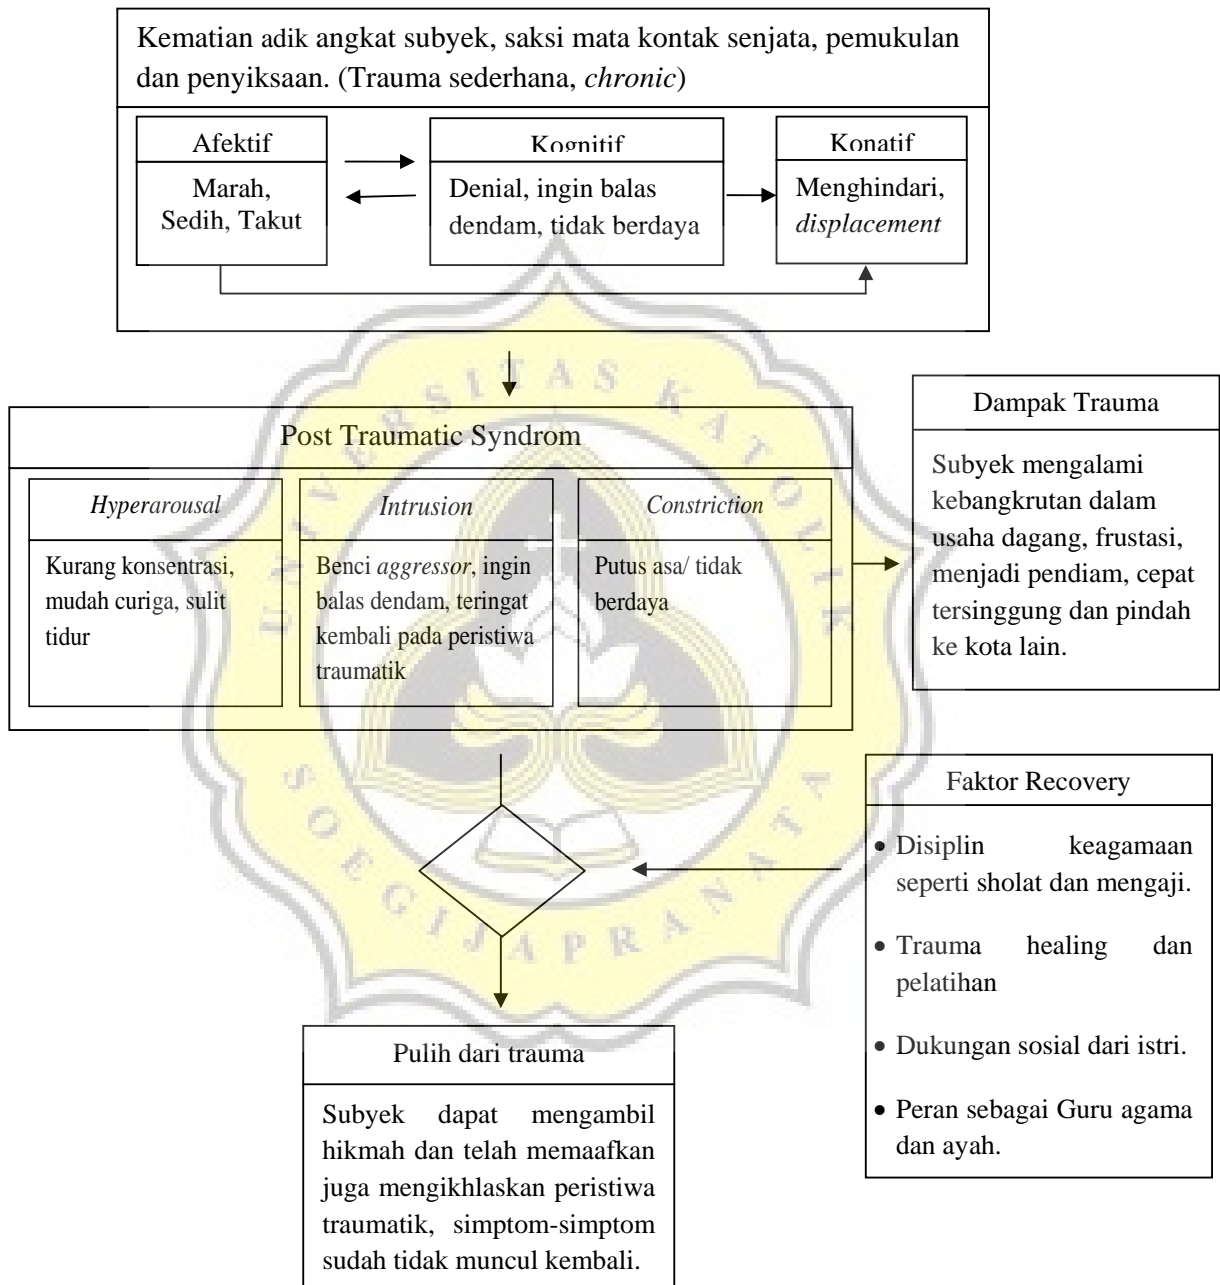 Kematian adik angkat subyek, saksi mata kontak senjata, pemukulan
dan penyiksaan. (Trauma sederhana, chronic)
Afektif
Marah,
Sedih, Takut
Kognitif
Denial, ingin balas
dendam, tidak berdaya
Konatif
Menghindari,
displacement
Post Traumatic Syndrom
Hyperarousal
Kurang konsentrasi,
mudah curiga, sulit
tidur
Intrusion
Benci aggressor, ingin
balas dendam, teringat
kembali pada peristiwa
traumatik
Constriction
Putus asa/ tidak
berdaya
Dampak Trauma
Subyek mengalami
kebangkrutan dalam
usaha dagang, frustasi,
menjadi pendiam, cepat
tersinggung dan pindah
ke kota lain.
Faktor Recovery
• Disiplin keagamaan
seperti sholat dan mengaji.
• Trauma healing dan
pelatihan
• Dukungan sosial dari istri.
• Peran sebagai Guru agama
dan ayah.
Pulih dari trauma
Subyek dapat mengambil
hikmah dan telah memaafkan
juga mengikhlaskan peristiwa
traumatik, simptom-simptom
sudah tidak muncul kembali.
UNIVERSITAS KATOLIK
SOEGIJAPRANATA